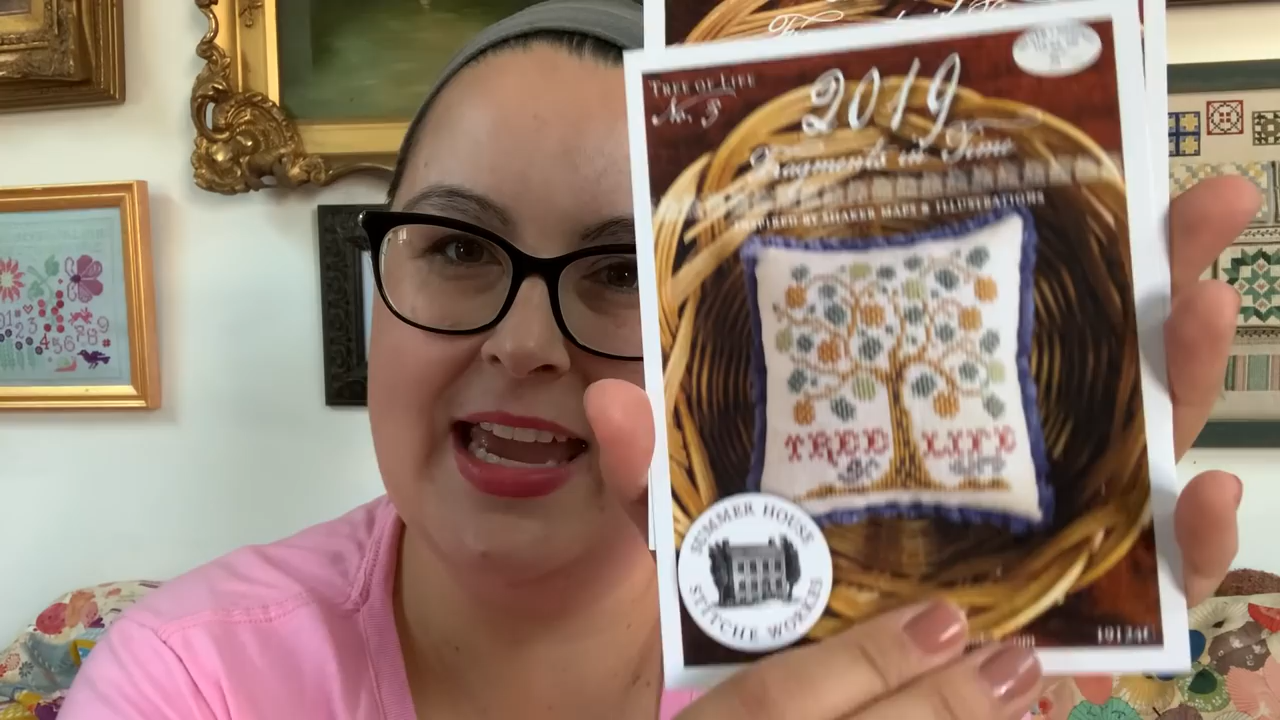 TREE OF LIFE
No. 3
2019
Fragments in Time
INSPIRED BY SHAKER MAPS & ILLUSTRATIONS
TREE LIFE
SUMMER HOUSE
STITCHE WORKES